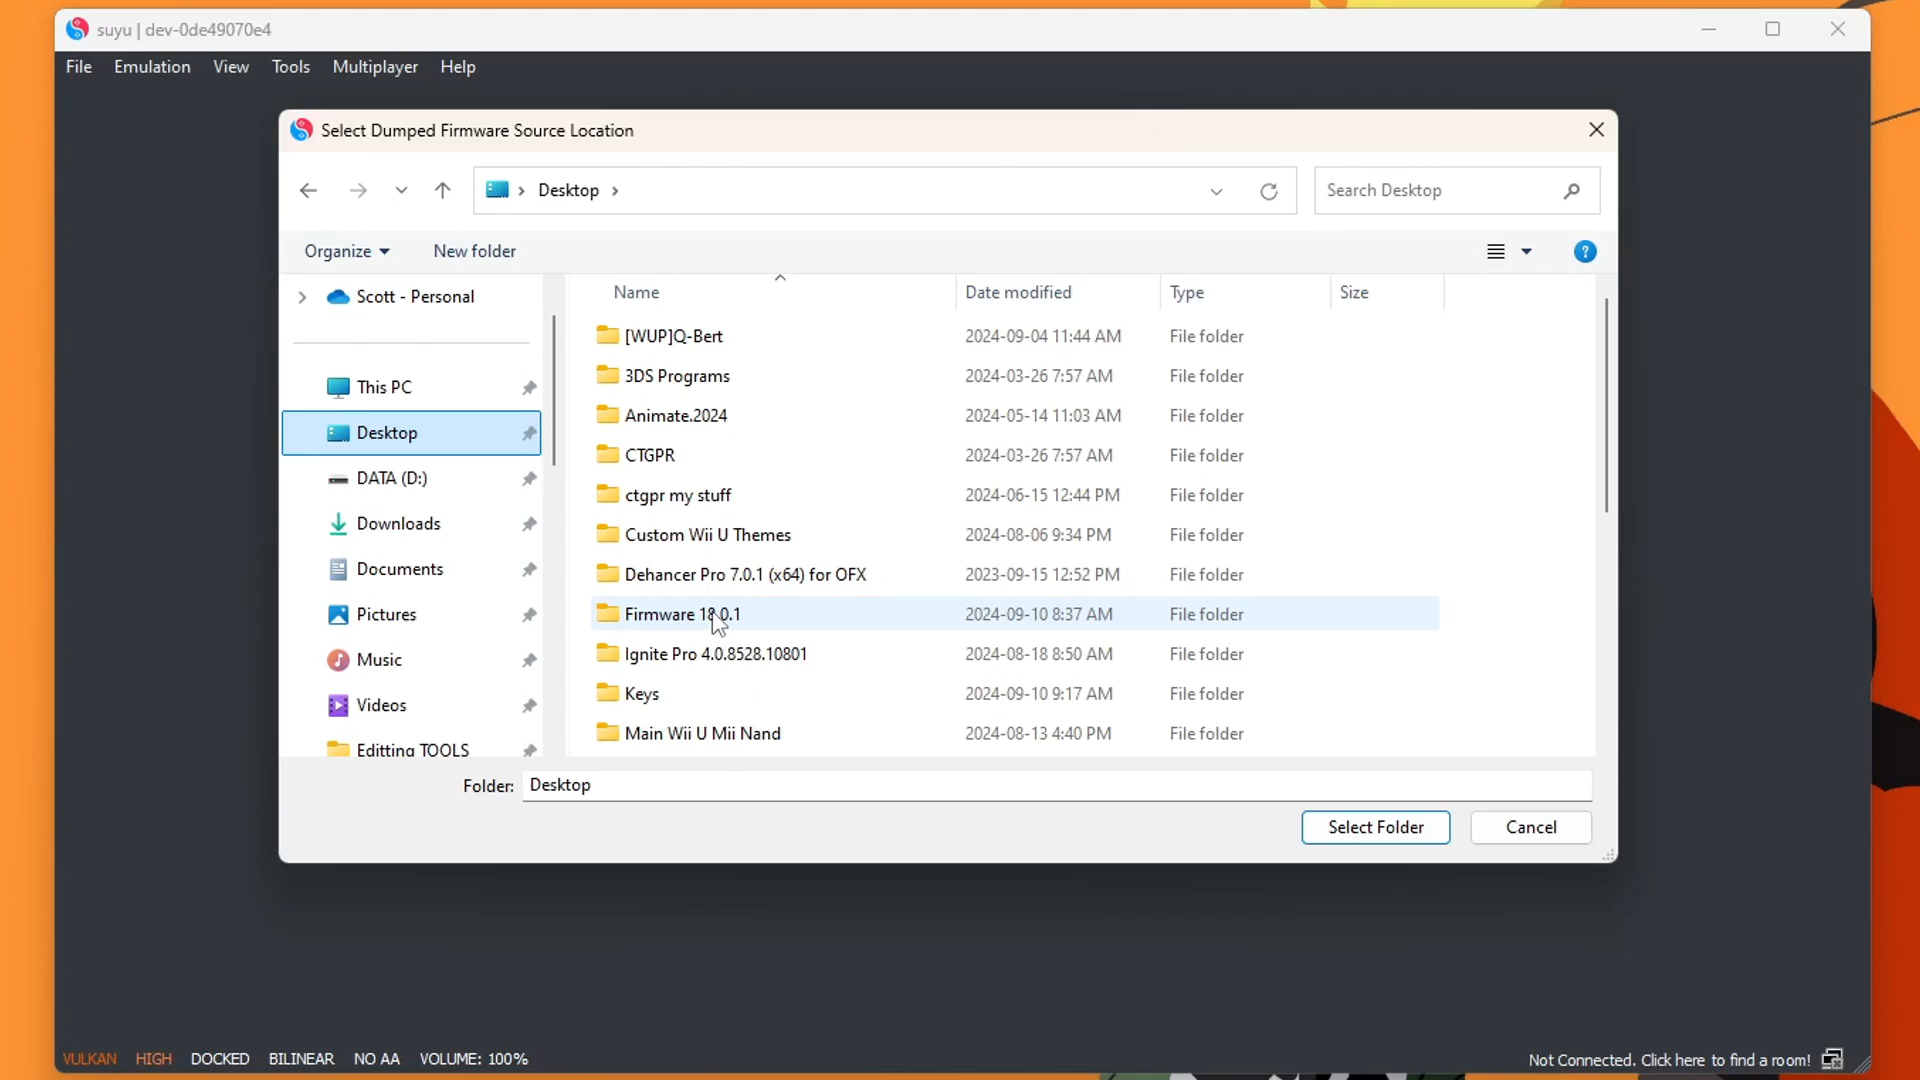 suyu | dev-0de49070e4
File Emulation View Tools Multiplayer Help
Select Dumped Firmware Source Location
Desktop
Search Desktop
Organize New folder
Scott - Personal
This PC
Desktop
DATA (D:)
Downloads
Documents
Pictures
Music
Videos
Editting TOOLS
Name Date modified Type Size
[WUP]Q-Bert 2024-09-04 11:44 AM File folder
3DS Programs 2024-03-26 7:57 AM File folder
Animate.2024 2024-05-14 11:03 AM File folder
CTGPR 2024-03-26 7:57 AM File folder
ctgpr my stuff 2024-06-15 12:44 PM File folder
Custom Wii U Themes 2024-08-06 9:34 PM File folder
Dehancer Pro 7.0.1 (x64) for OFX 2023-09-15 12:52 PM File folder
Firmware 18.0.1 2024-09-10 8:37 AM File folder
Ignite Pro 4.0.8528.10801 2024-08-18 8:50 AM File folder
Keys 2024-09-10 9:17 AM File folder
Main Wii U Mii Nand 2024-08-13 4:40 PM File folder
Folder: Desktop
Select Folder Cancel
VULKAN HIGH DOCKED BILINEAR NO AA VOLUME: 100% Not Connected. Click here to find a room!